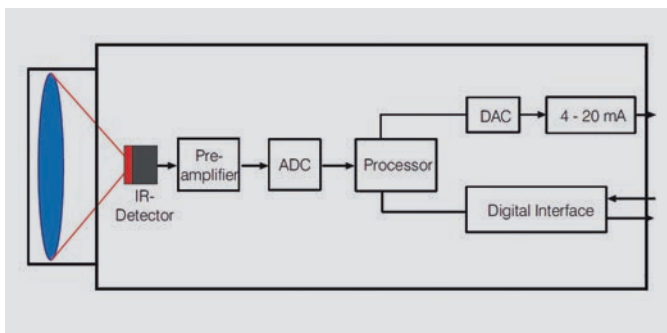 DAC
4 - 20 mA
Pre-
amplifier
ADC
Processor
IR-
Detector
Digital Interface